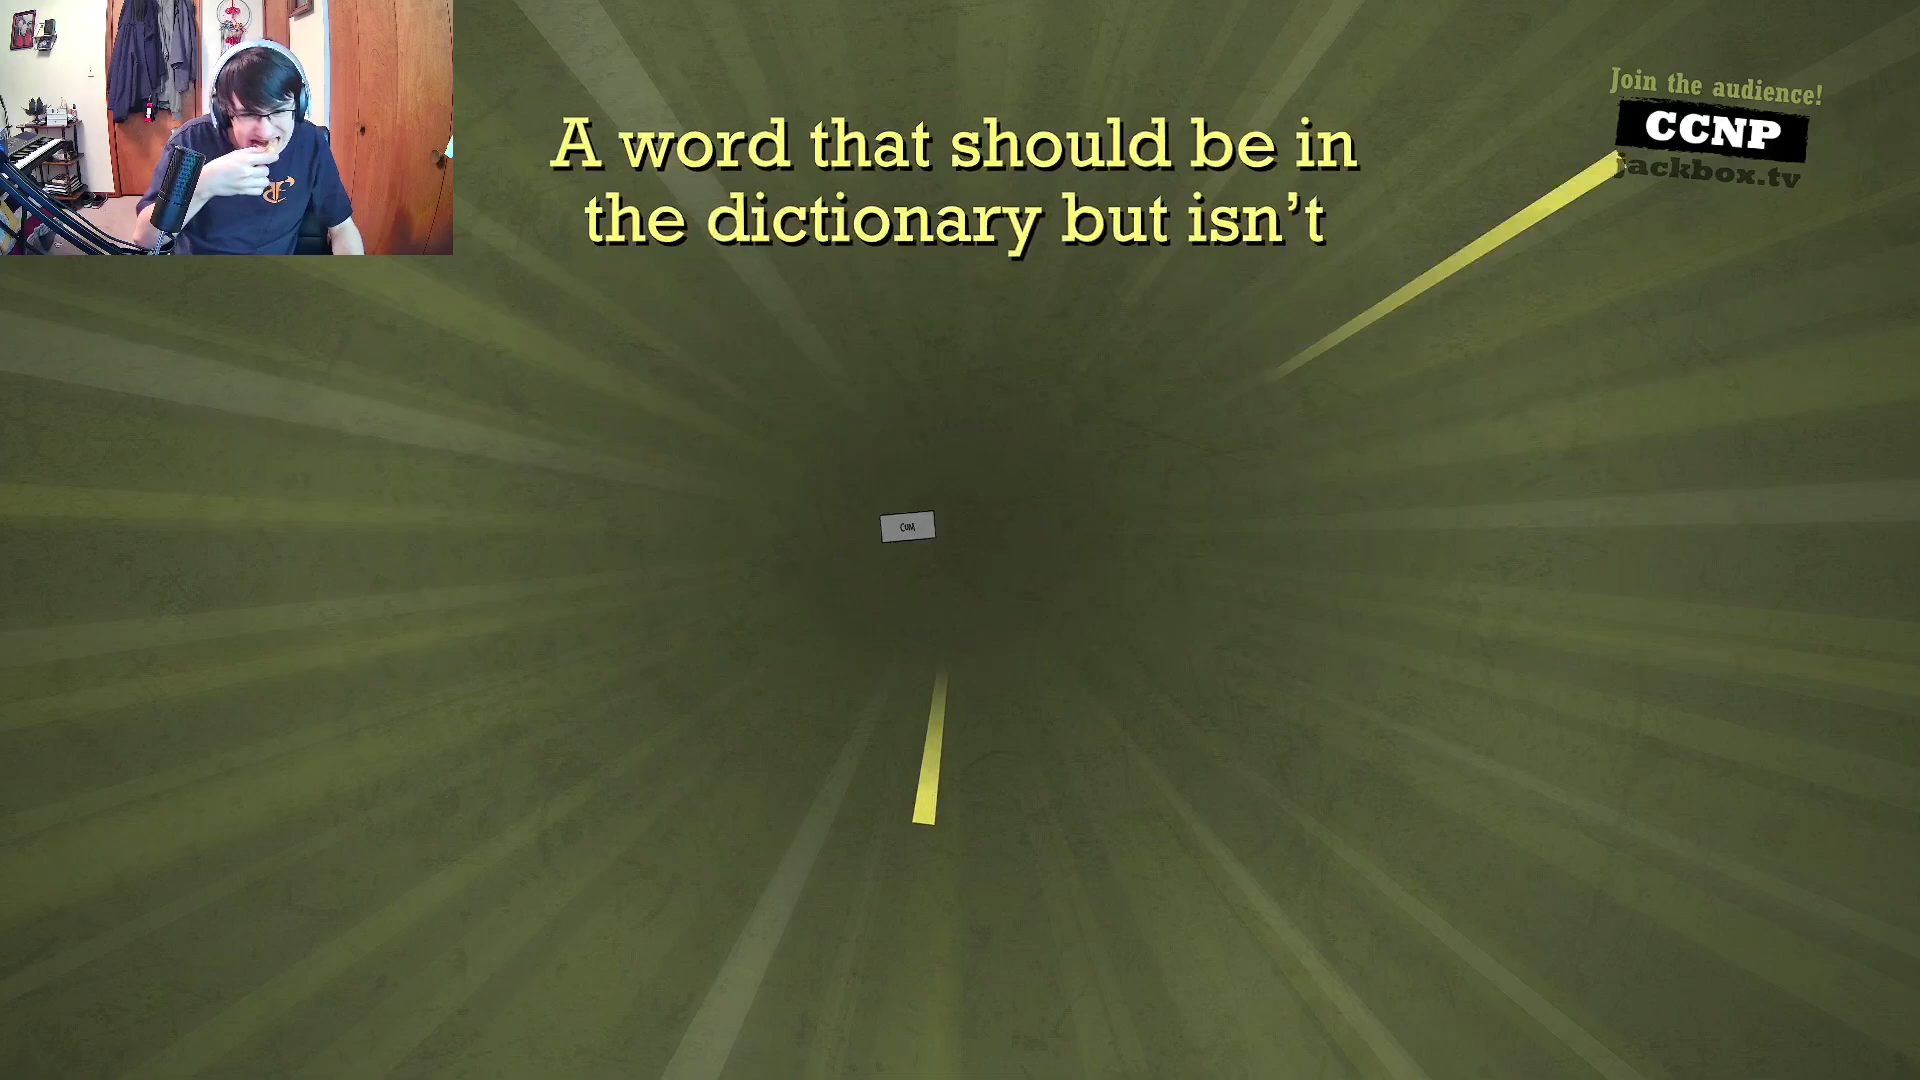 A word that should be in
the dictionary but isn't
Join the audience!
CCNP
jackbox.tv
CUM